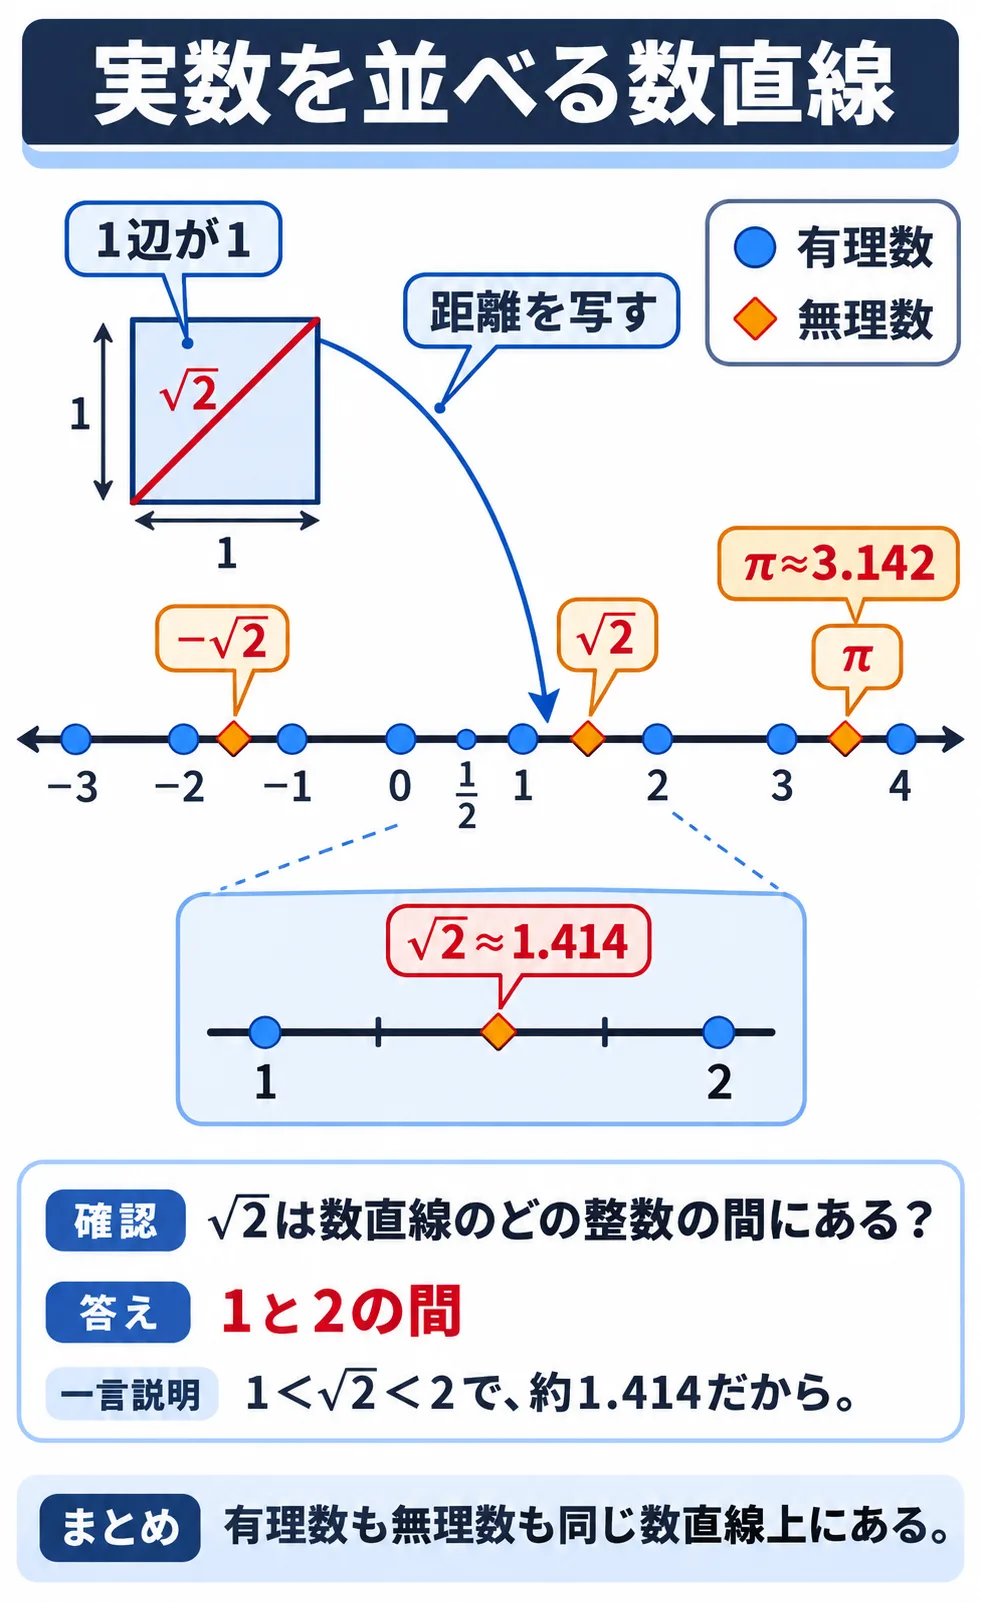 実数を並べる数直線
1辺が1
有理数
無理数
距離を写す
√2
1
1
π≈3.142
−√2
√2
π
−3 −2 −1 0 1/2 1 2 3 4
√2≈1.414
1 2
確認 √2は数直線のどの整数の間にある？
答え 1と2の間
一言説明 1＜√2＜2で、約1.414だから。
まとめ 有理数も無理数も同じ数直線上にある。